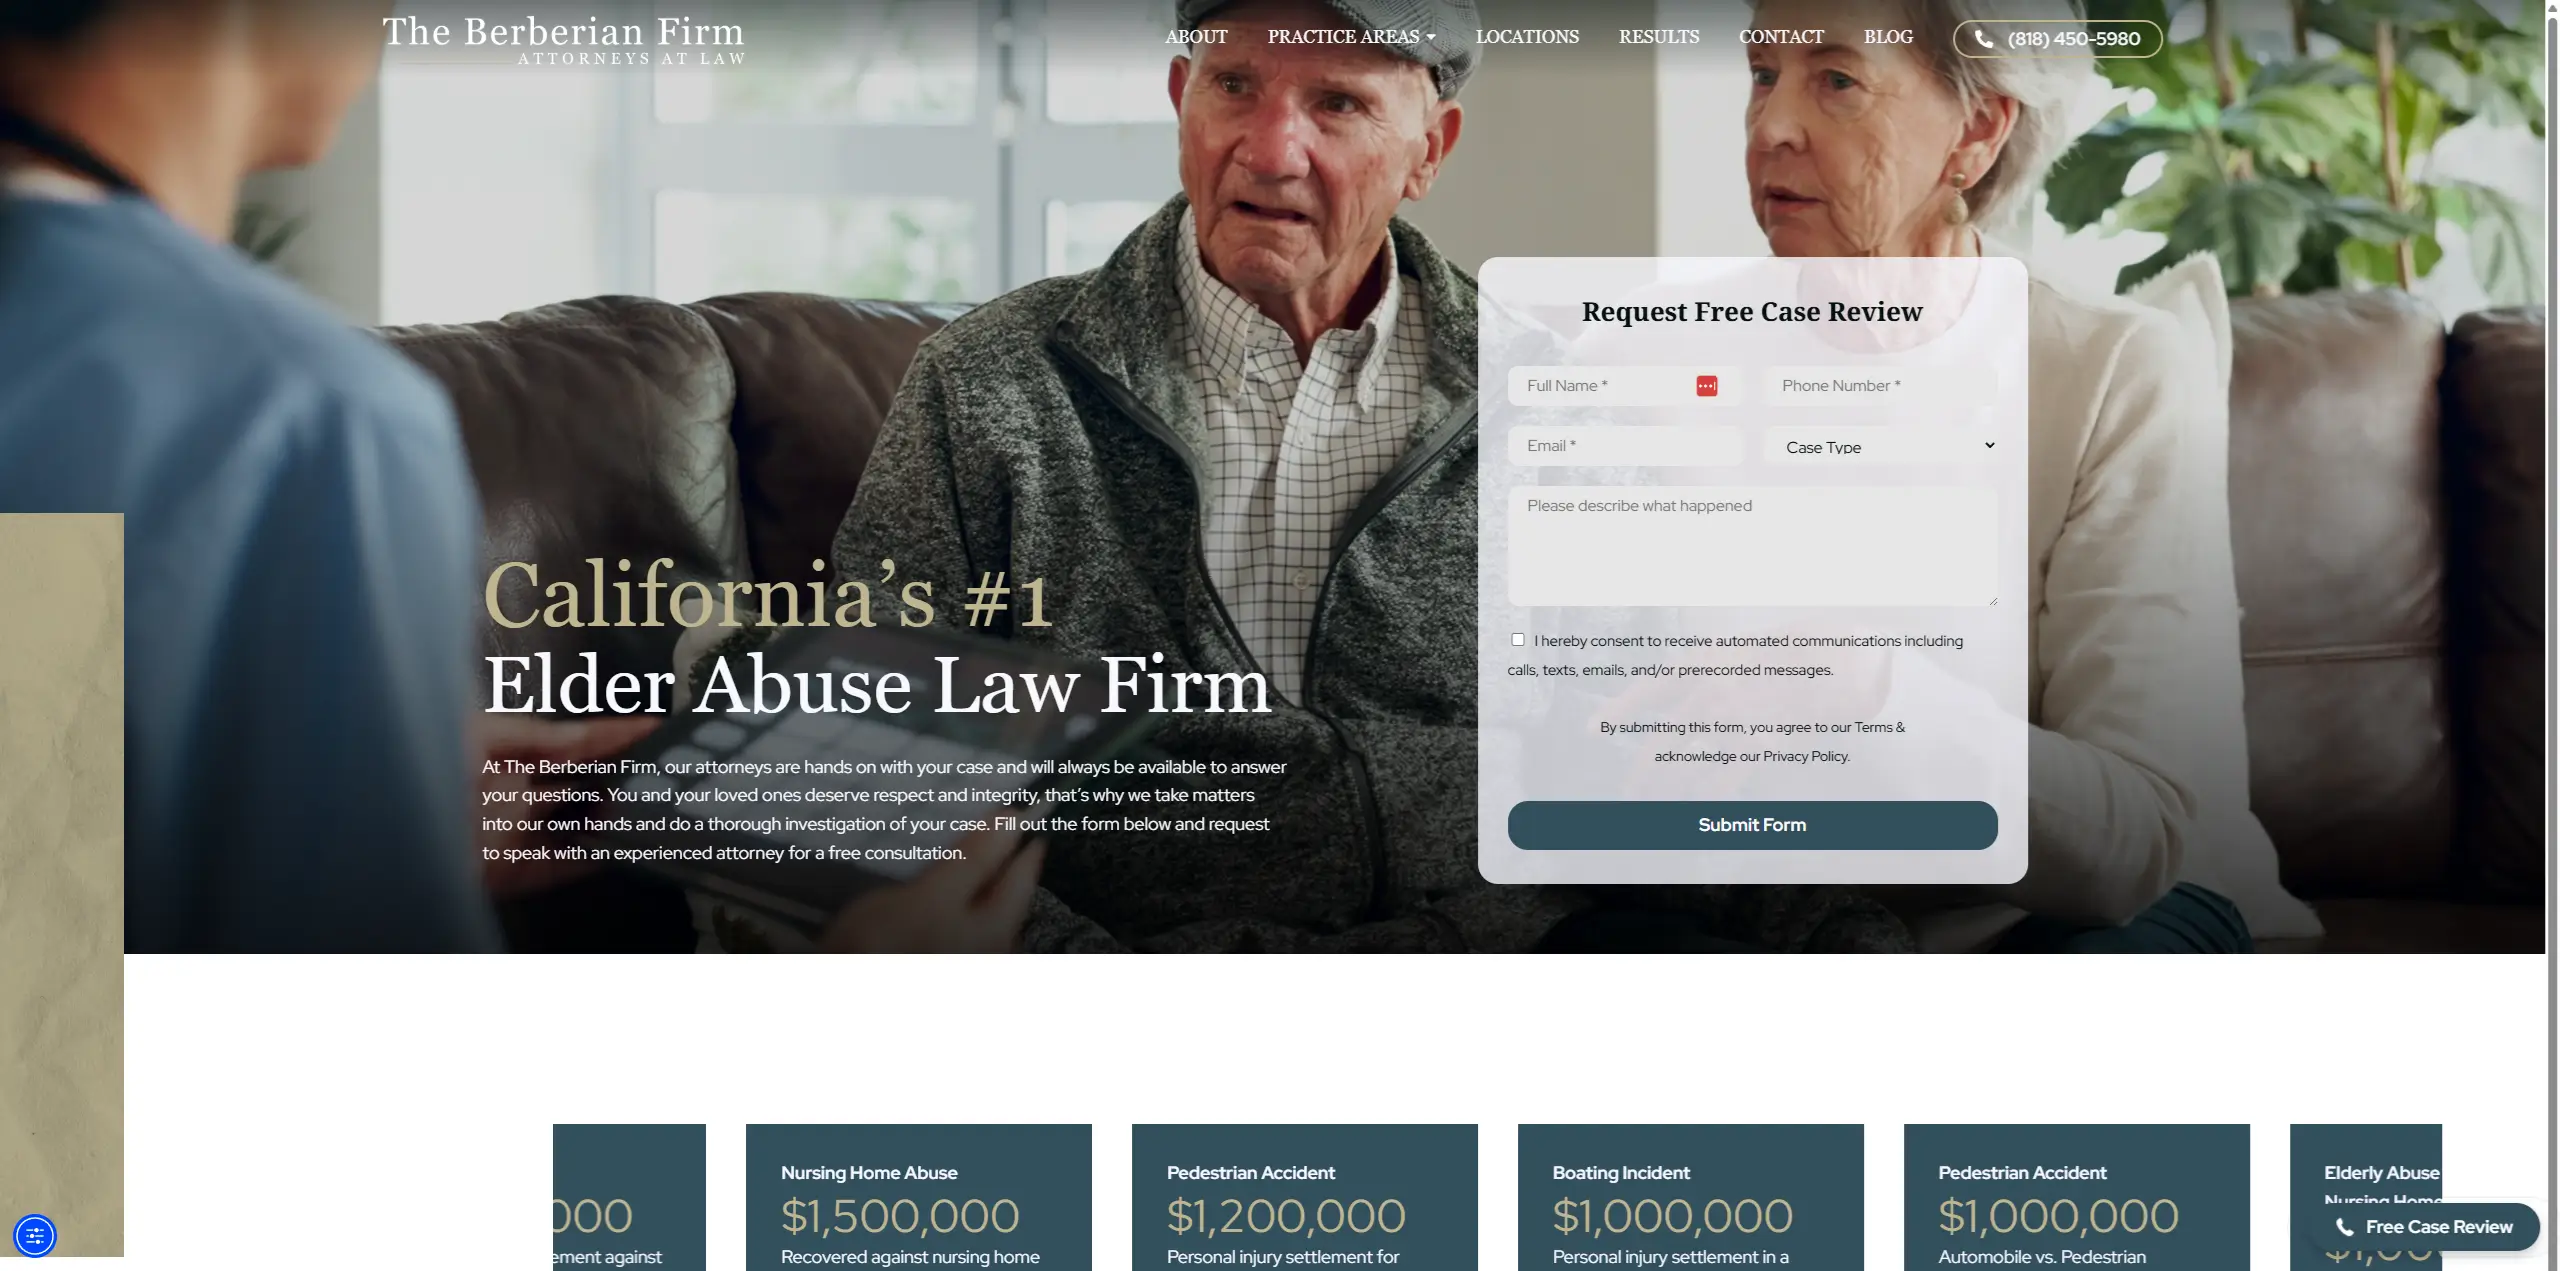 The Berberian Firm
ATTORNEYS AT LAW
ABOUT
PRACTICE AREAS
LOCATIONS
RESULTS
CONTACT
BLOG
(818) 450-5980
California's #1
Elder Abuse Law Firm
At The Berberian Firm, our attorneys are hands on with your case and will always be available to answer
your questions. You and your loved ones deserve respect and integrity, that's why we take matters
into our own hands and do a thorough investigation of your case. Fill out the form below and request
to speak with an experienced attorney for a free consultation.
Request Free Case Review
Full Name *
Phone Number *
Email *
Case Type
Please describe what happened
I hereby consent to receive automated communications including
calls, texts, emails, and/or prerecorded messages.
By submitting this form, you agree to our Terms &
acknowledge our Privacy Policy.
Submit Form
000
ement against
Nursing Home Abuse
$1,500,000
Recovered against nursing home
Pedestrian Accident
$1,200,000
Personal injury settlement for
Boating Incident
$1,000,000
Personal injury settlement in a
Pedestrian Accident
$1,000,000
Automobile vs. Pedestrian
Elderly Abuse
Nursing Home
Free Case Review